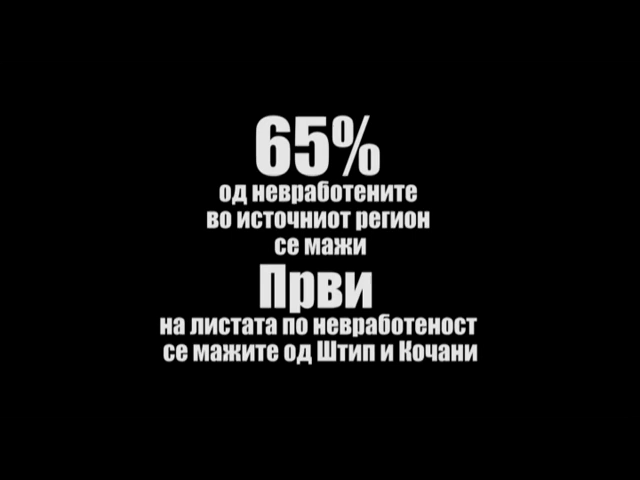 65%
од невработените
во источниот регион
се мажи
Први
на листата по невработеност
се мажите од Штип и Кочани